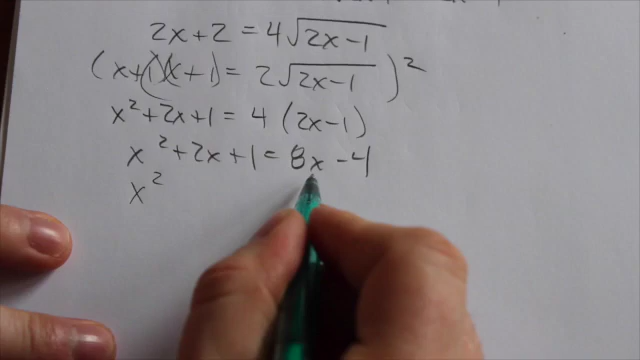 2x+2 = 4√2x-1
(x+1)(x+1) = 2√2x-1 )²
x²+2x+1 = 4 (2x-1)
x²+2x+1 = 8x-4
x²